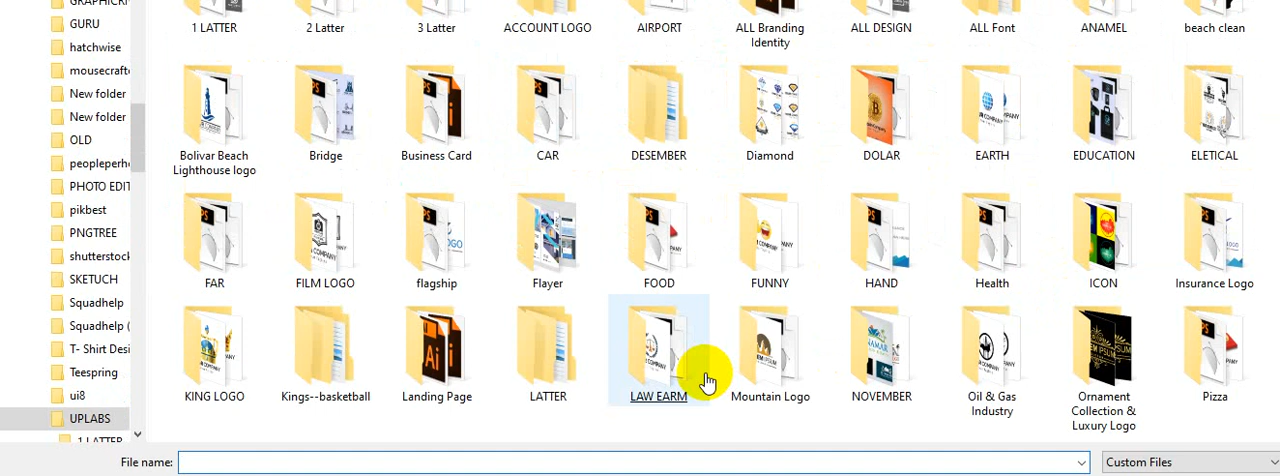 GURU
hatchwise
mousecraft
New folder
New folder
OLD
peopleperh
PHOTO EDIT
pikbest
PNGTREE
shutterstock
SKETUCH
Squadhelp
Squadhelp (
T- Shirt Desi
Teespring
ui8
UPLABS
1 LATTER
1 LATTER
2 Latter
3 Latter
ACCOUNT LOGO
AIRPORT
ALL Branding
Identity
ALL DESIGN
ALL Font
ANAMEL
beach clean
Bolivar Beach
Lighthouse logo
Bridge
Business Card
CAR
DESEMBER
Diamond
DOLAR
EARTH
EDUCATION
ELETICAL
FAR
FILM LOGO
flagship
Flayer
FOOD
FUNNY
HAND
Health
ICON
Insurance Logo
KING LOGO
Kings--basketball
Landing Page
LATTER
LAW EARM
Mountain Logo
NOVEMBER
Oil & Gas
Industry
Ornament
Collection &
Luxury Logo
Pizza
File name:
Custom Files